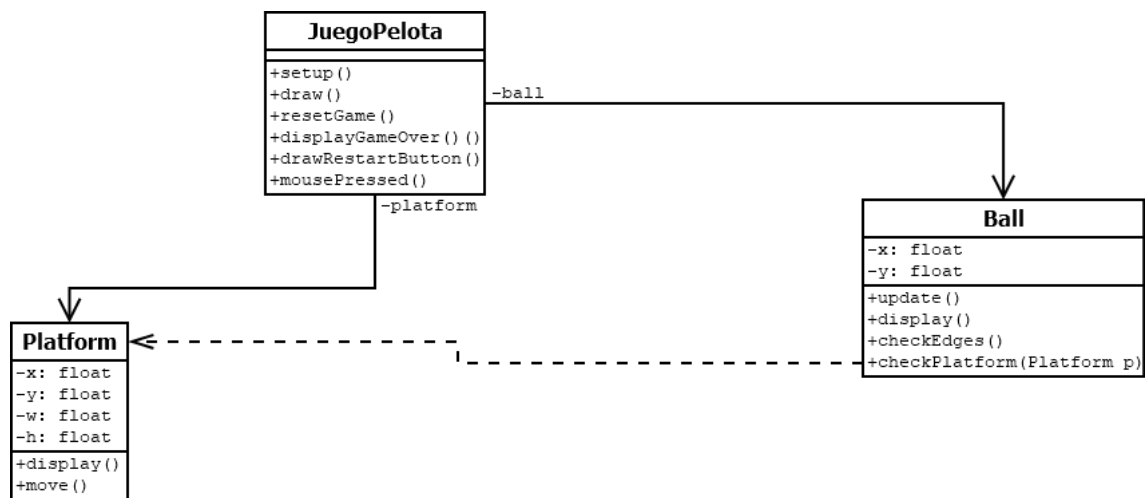 JuegoPelota
+setup()
+draw()
+resetGame()
+displayGameOver()()
+drawRestartButton()
+mousePressed()
-ball
-platform
Ball
-x: float
-y: float
+update()
+display()
+checkEdges()
+checkPlatform(Platform p)
Platform
-x: float
-y: float
-w: float
-h: float
+display()
+move()